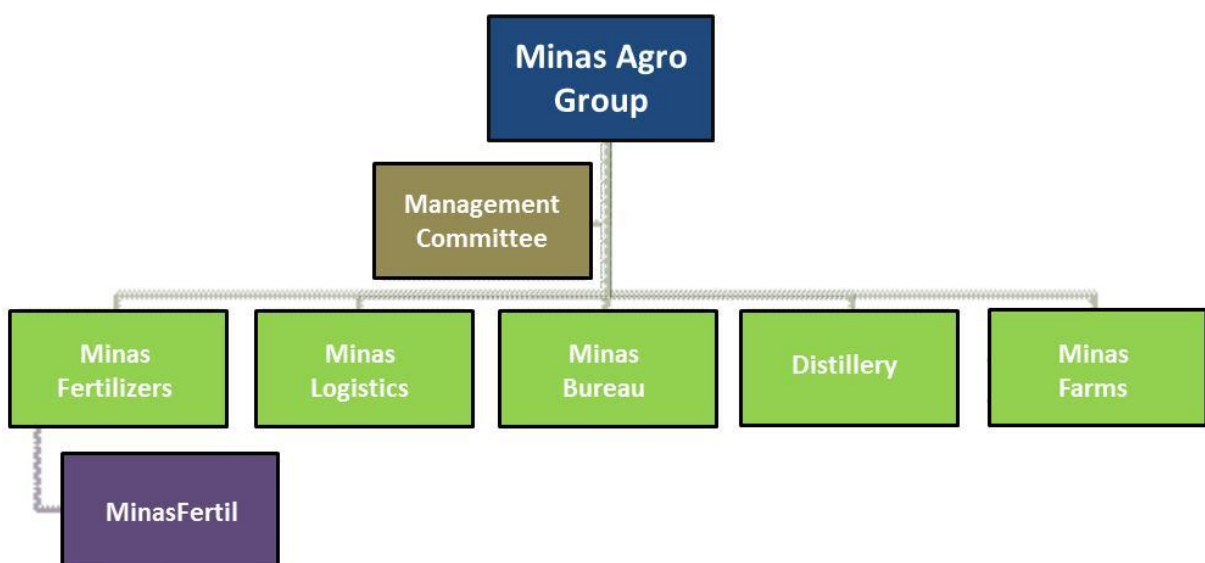 Minas Agro
Group
Management
Committee
Minas
Fertilizers
Minas
Logistics
Minas
Bureau
Distillery
Minas
Farms
MinasFertil